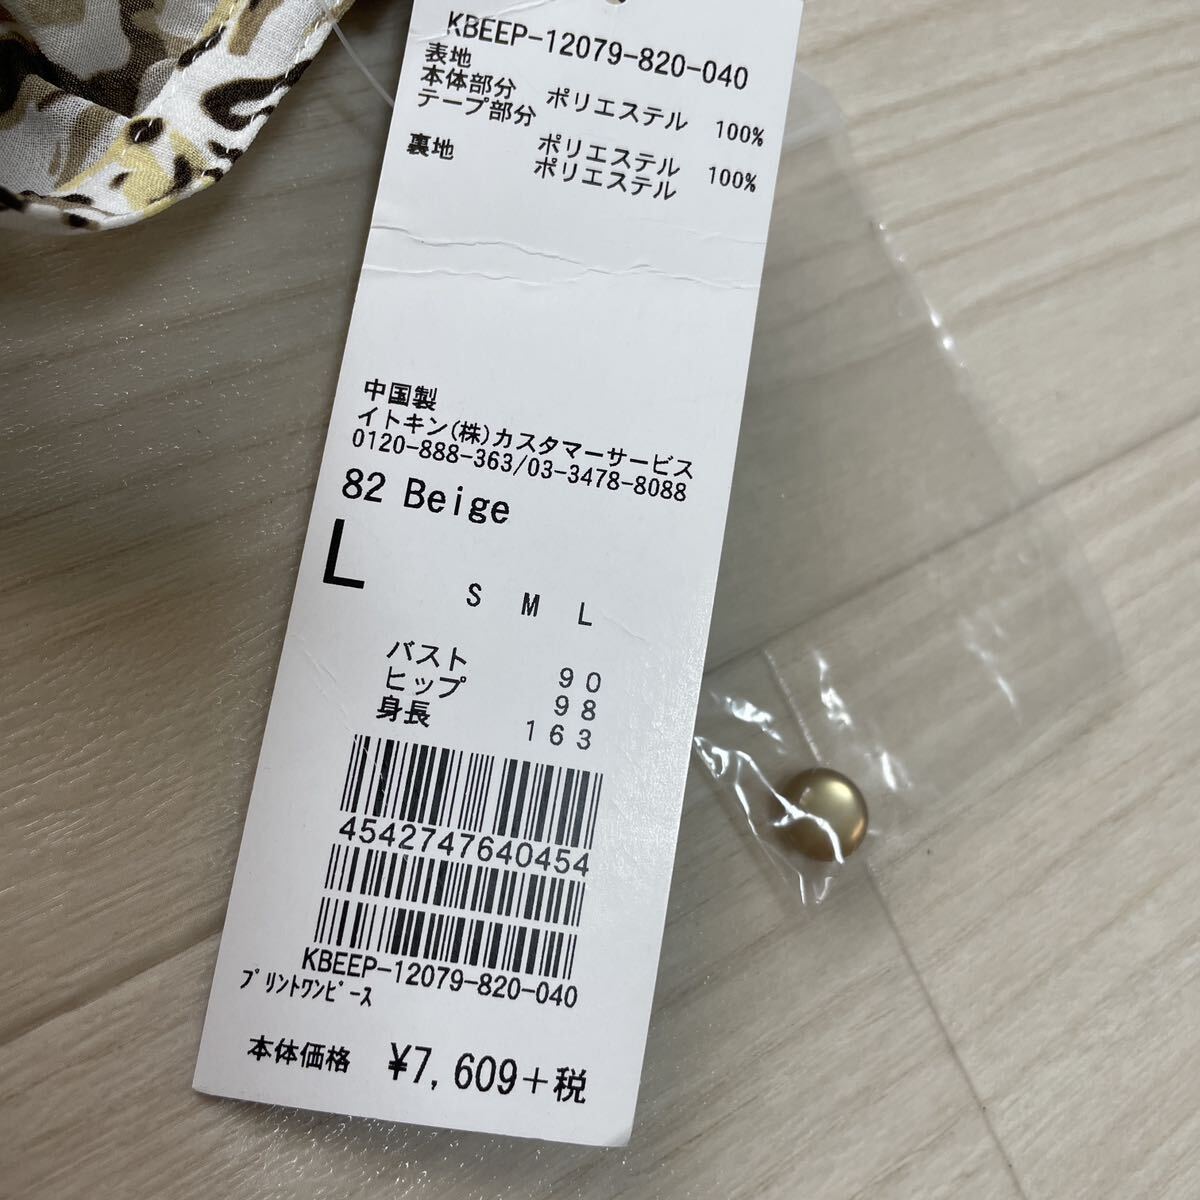 KBEEP-12079-820-040
表地
本体部分 ポリエステル 100%
テープ部分
ポリエステル 100%
裏地 ポリエステル
中国製
イトキン(株)カスタマーサービス
0120-888-363/03-3478-8088
82 Beige
L
S M L
バスト 90
ヒップ 98
身長 163
4542747640454
KBEEP-12079-820-040
ﾌﾟﾘﾝﾄﾜﾝﾋﾟｰｽ
本体価格 ¥7,609+税